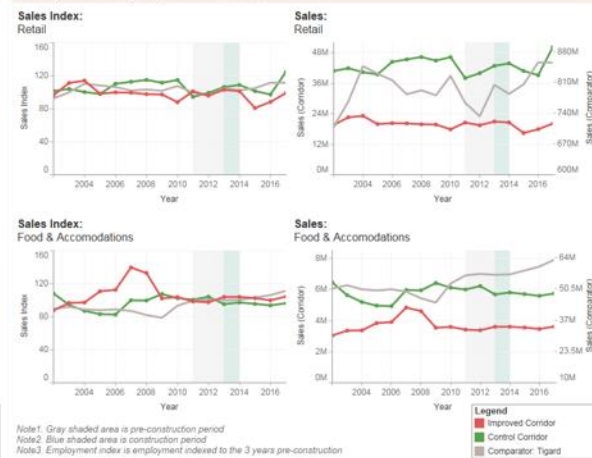 Sales Index:
Retail
160
120
80
40
0
Sales Index
2004 2006 2008 2010 2012 2014 2016
Year
Sales:
Retail
48M
36M
24M
12M
0M
Sales (Corridor)
880M
810M
740M
670M
600M
Sales (Comparator)
2004 2006 2008 2010 2012 2014 2016
Year
Sales Index:
Food & Accomodations
160
120
80
40
0
Sales Index
2004 2006 2008 2010 2012 2014 2016
Year
Sales:
Food & Accomodations
8M
6M
4M
2M
0M
Sales (Corridor)
64M
50.5M
37M
23.5M
10M
Sales (Comparator)
2004 2006 2008 2010 2012 2014 2016
Year
Note1. Gray shaded area is pre-construction period
Note2. Blue shaded area is construction period
Note3. Employment index is employment indexed to the 3 years pre-construction
Legend
Improved Corridor
Control Corridor
Comparator: Tigard